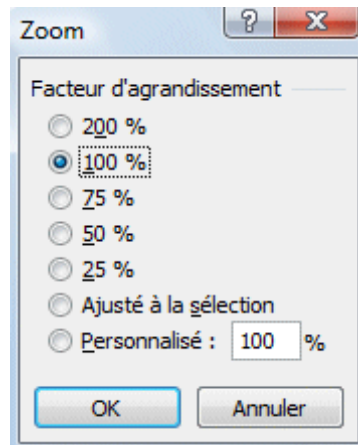 Zoom
Facteur d'agrandissement
200 %
100 %
75 %
50 %
25 %
Ajusté à la sélection
Personnalisé : 100 %
OK Annuler